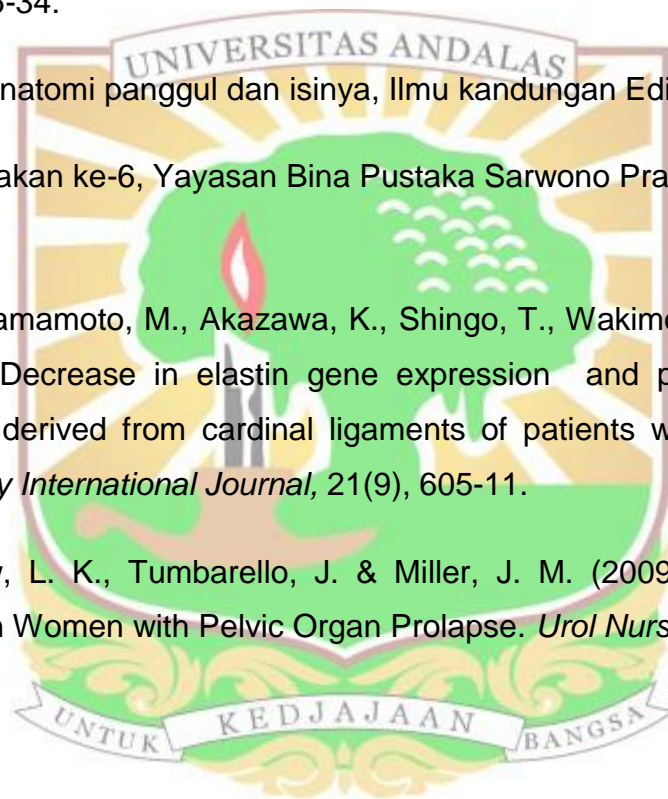 -34.
UNIVERSITAS ANDALAS
natomi panggul dan isinya, Ilmu kandungan Edi
akan ke-6, Yayasan Bina Pustaka Sarwono Pra
amamoto, M., Akazawa, K., Shingo, T., Wakim
Decrease in elastin gene expression and p
derived from cardinal ligaments of patients w
y International Journal, 21(9), 605-11.
, L. K., Tumbarello, J. & Miller, J. M. (2009
n Women with Pelvic Organ Prolapse. Urol Nurs
UNTUK KEDJAJAAN BANGSA